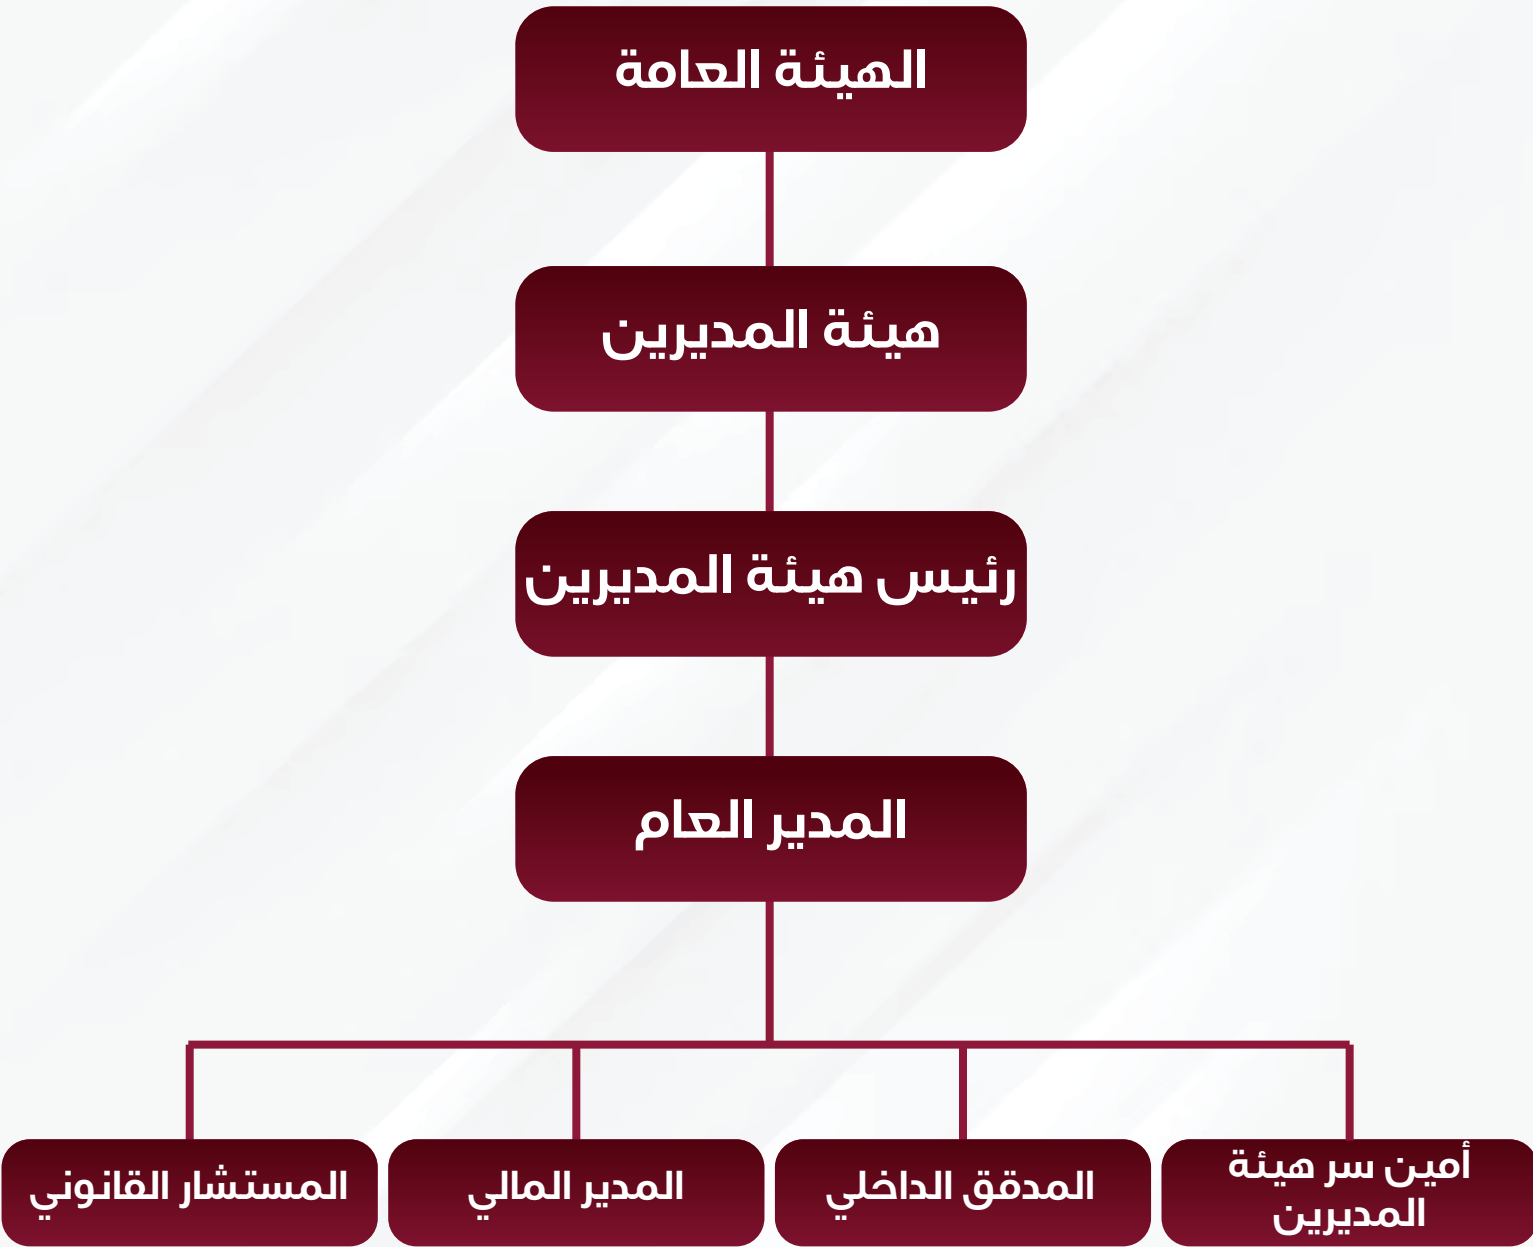 الهيئة العامة
هيئة المديرين
رئيس هيئة المديرين
المدير العام
أمين سر هيئة
المديرين
المدقق الداخلي
المدير المالي
المستشار القانوني